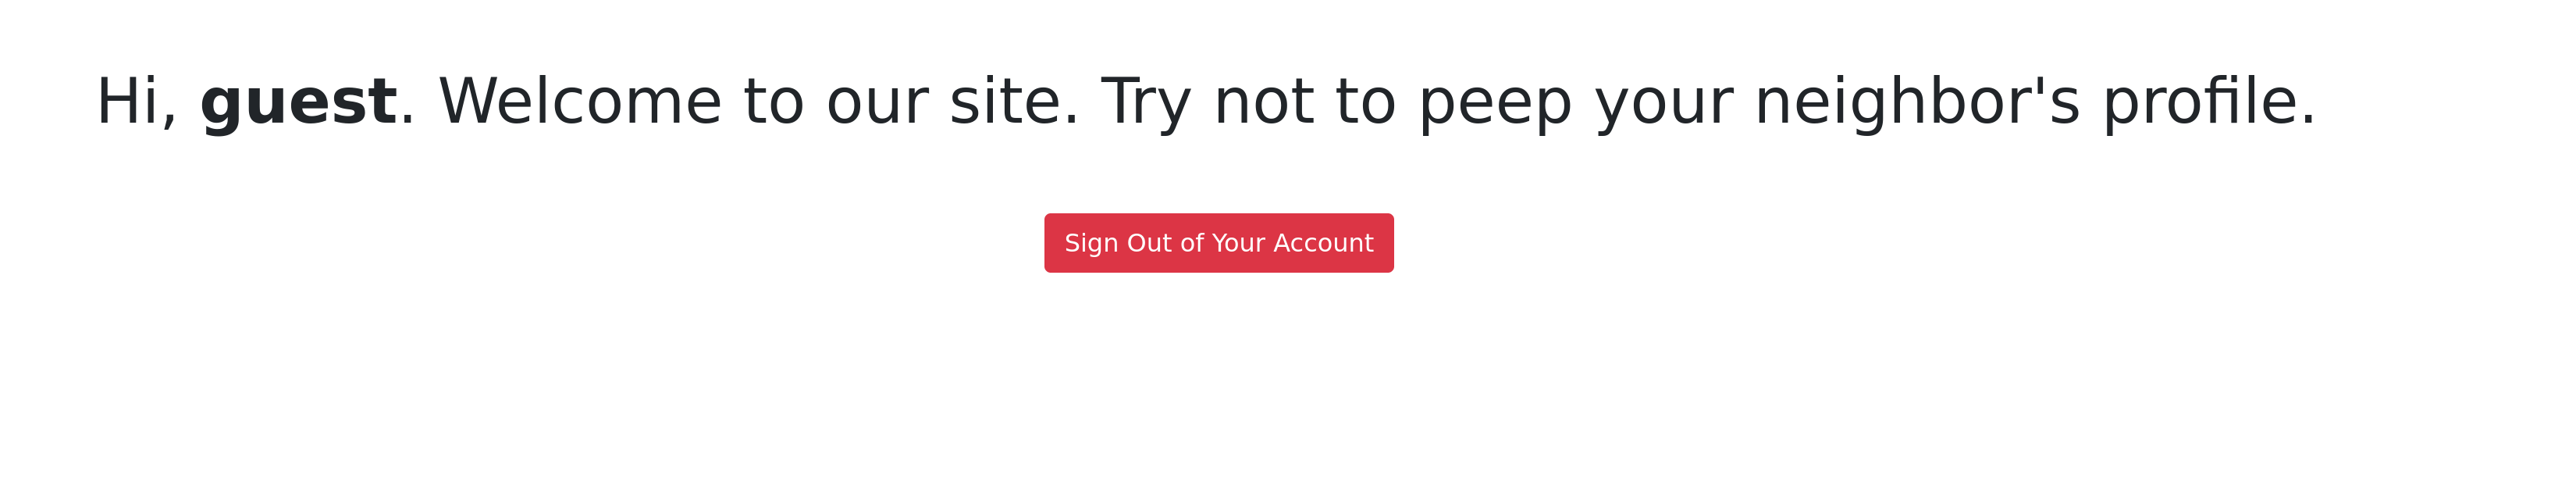 Hi, guest. Welcome to our site. Try not to peep your neighbor's profile.
Sign Out of Your Account